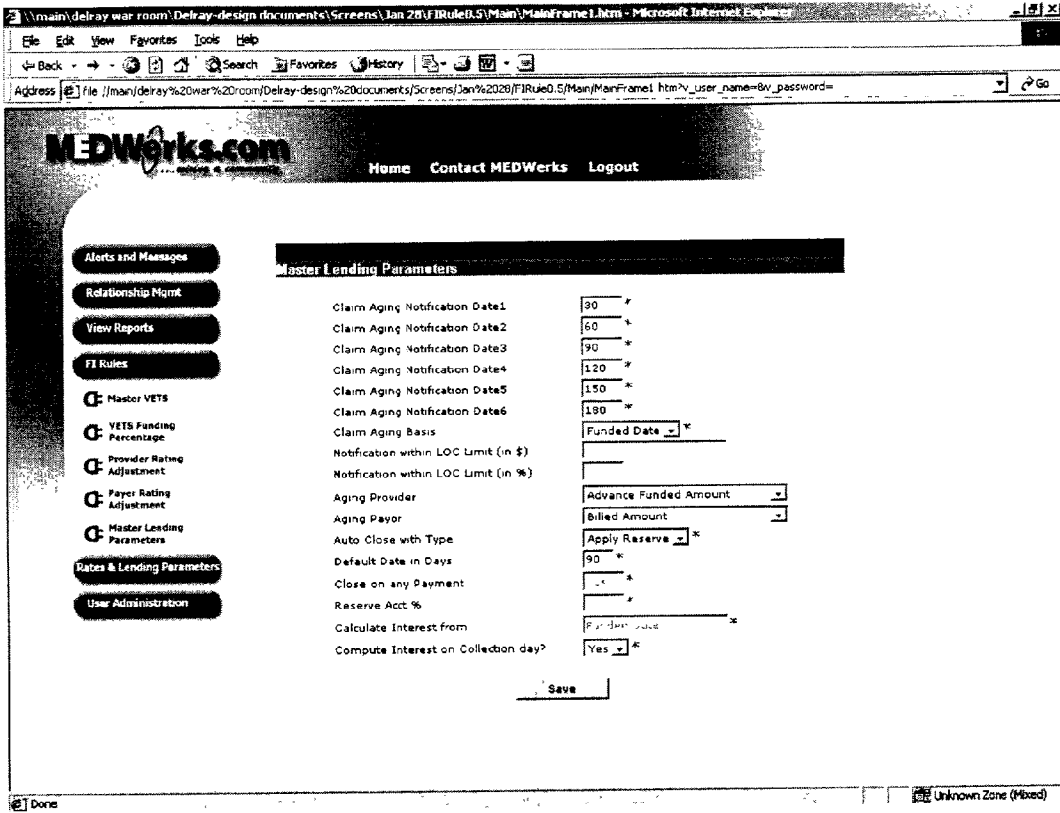 \\main\delray war room\Delray-design documents\Screens\Jan 28\FIRule0.5\Main\MainFrame1.htm - Microsoft Internet Explorer
File Edit View Favorites Tools Help
Back Search Favorites History
Address file //main/delray%20war%20room/Delray-design%20documents/Screens/Jan%2028/FIRule0.5/Main/MainFrame1 htm?v_user_name=&v_password= Go
MEDWerks.com
Home Contact MEDWerks Logout
Alerts and Messages
Relationship Mgmt
View Reports
FI Rules
Master VETS
VETS Funding
Percentage
Provider Rating
Adjustment
Payer Rating
Adjustment
Master Lending
Parameters
Rates & Lending Parameters
User Administration
Master Lending Parameters
Claim Aging Notification Date1 30 *
Claim Aging Notification Date2 60 *
Claim Aging Notification Date3 90 *
Claim Aging Notification Date4 120 *
Claim Aging Notification Date5 150 *
Claim Aging Notification Date6 180 *
Claim Aging Basis Funded Date *
Notification within LOC Limit (in $)
Notification within LOC Limit (in %)
Aging Provider Advance Funded Amount
Aging Payor Billed Amount
Auto Close with Type Apply Reserve *
Default Date in Days 90 *
Close on any Payment *
Reserve Acct % *
Calculate Interest from *
Compute Interest on Collection day? Yes *
Save
Done Unknown Zone (Mixed)